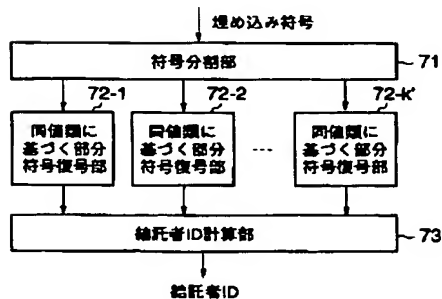 埋め込み符号
符号分割部
71
72-1
72-2
72-k'
同値類に
基づく部分
符号復号部
同値類に
基づく部分
符号復号部
...
同値類に
基づく部分
符号復号部
結託者ID計算部
73
結託者ID